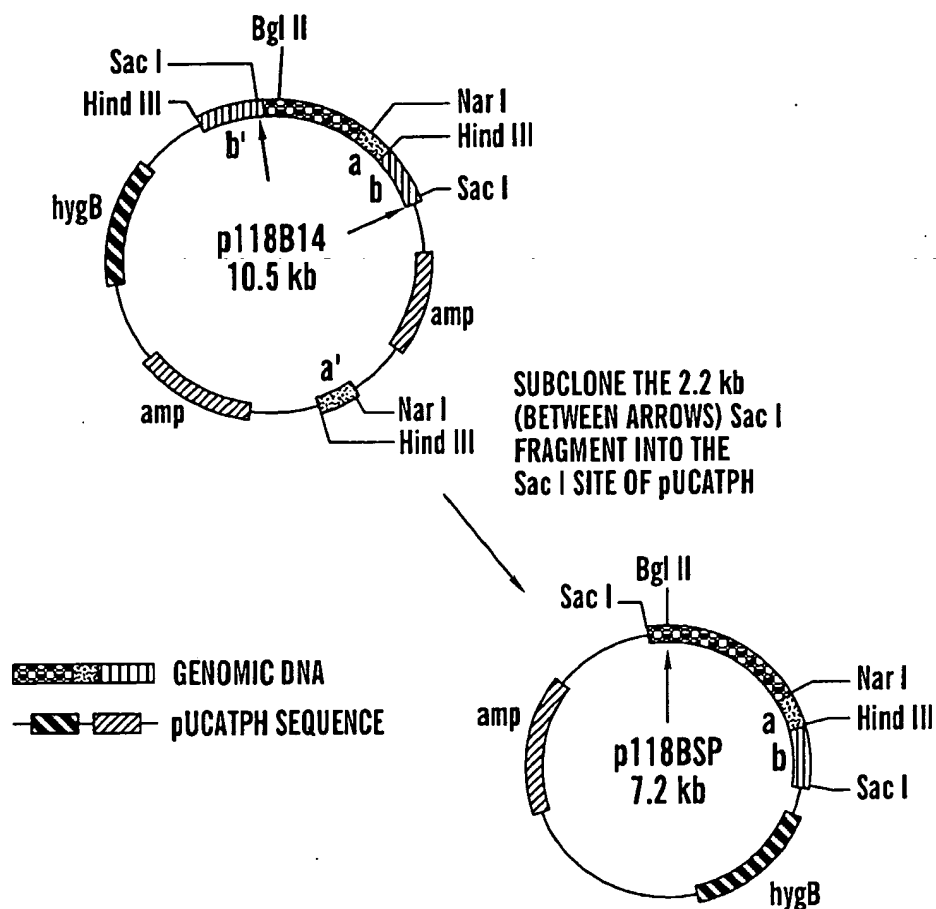 Bgl II
Sac I
Hind III
Nar I
Hind III
b'
a
b
Sac I
hygB
p118B14
10.5 kb
amp
a'
amp
Nar I
Hind III
SUBCLONE THE 2.2 kb
(BETWEEN ARROWS) Sac I
FRAGMENT INTO THE
Sac I SITE OF pUCATPH
Bgl II
Sac I
GENOMIC DNA
pUCATPH SEQUENCE
Nar I
amp
a
Hind III
p118BSP
b
7.2 kb
Sac I
hygB